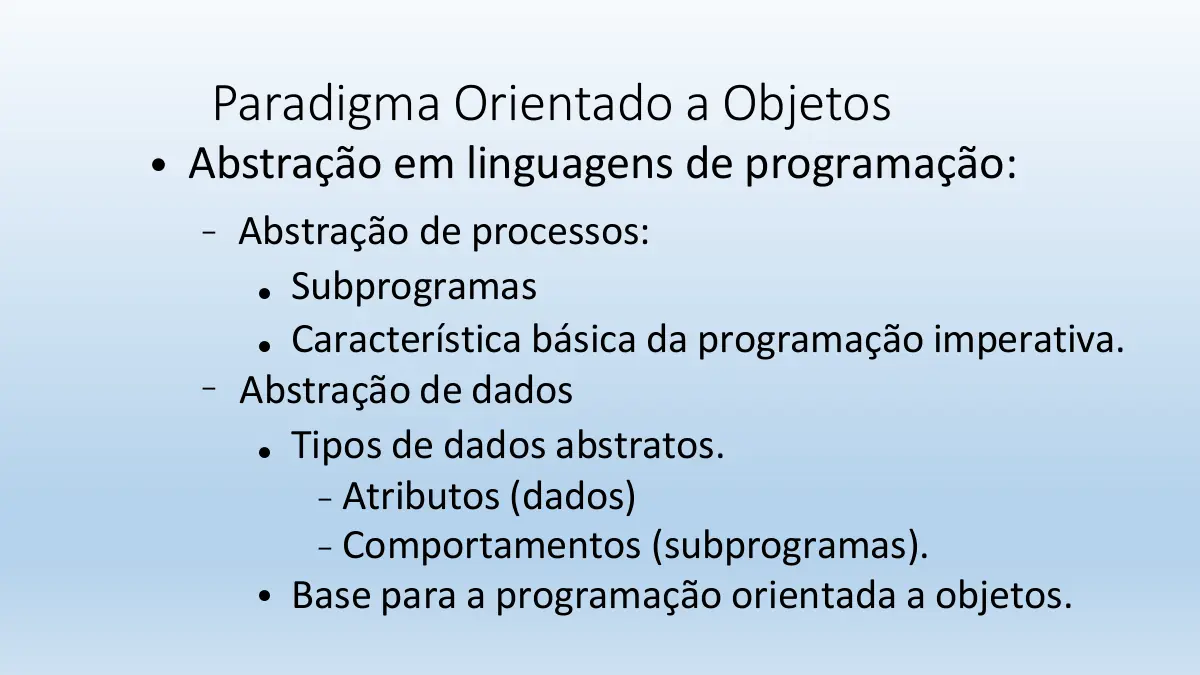 Paradigma Orientado a Objetos
• Abstração em linguagens de programação:
– Abstração de processos:
● Subprogramas
● Característica básica da programação imperativa.
– Abstração de dados
● Tipos de dados abstratos.
– Atributos (dados)
– Comportamentos (subprogramas).
• Base para a programação orientada a objetos.